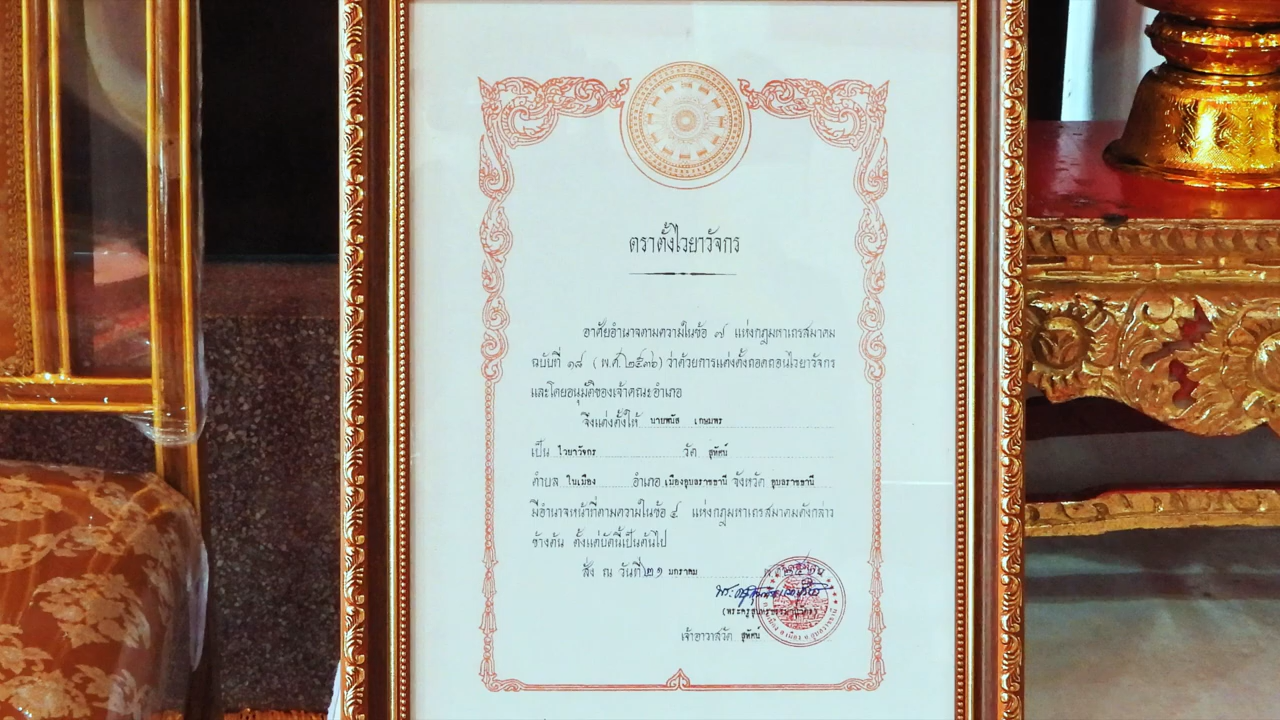 ตราตั้งไวยาวัจกร
อาศัยอำนาจตามความในข้อ ๗ แห่งกฎมหาเถรสมาคม
ฉบับที่ ๑๘ (พ.ศ. ๒๕๓๖) ว่าด้วยการแต่งตั้งถอดถอนไวยาวัจกร
และโดยอนุมัติของเจ้าคณะอำเภอ
จึงแต่งตั้งให้ นายพนัส เกษมพร
เป็น ไวยาวัจกร วัด สุทัศน์
ตำบล ในเมือง อำเภอ เมืองอุบลราชธานี จังหวัด อุบลราชธานี
มีอำนาจหน้าที่ตามความในข้อ ๔ แห่งกฎมหาเถรสมาคมดังกล่าว
ข้างต้น ตั้งแต่บัดนี้เป็นต้นไป
สั่ง ณ วันที่ ๒๑ มกราคม
เจ้าอาวาสวัด สุทัศน์